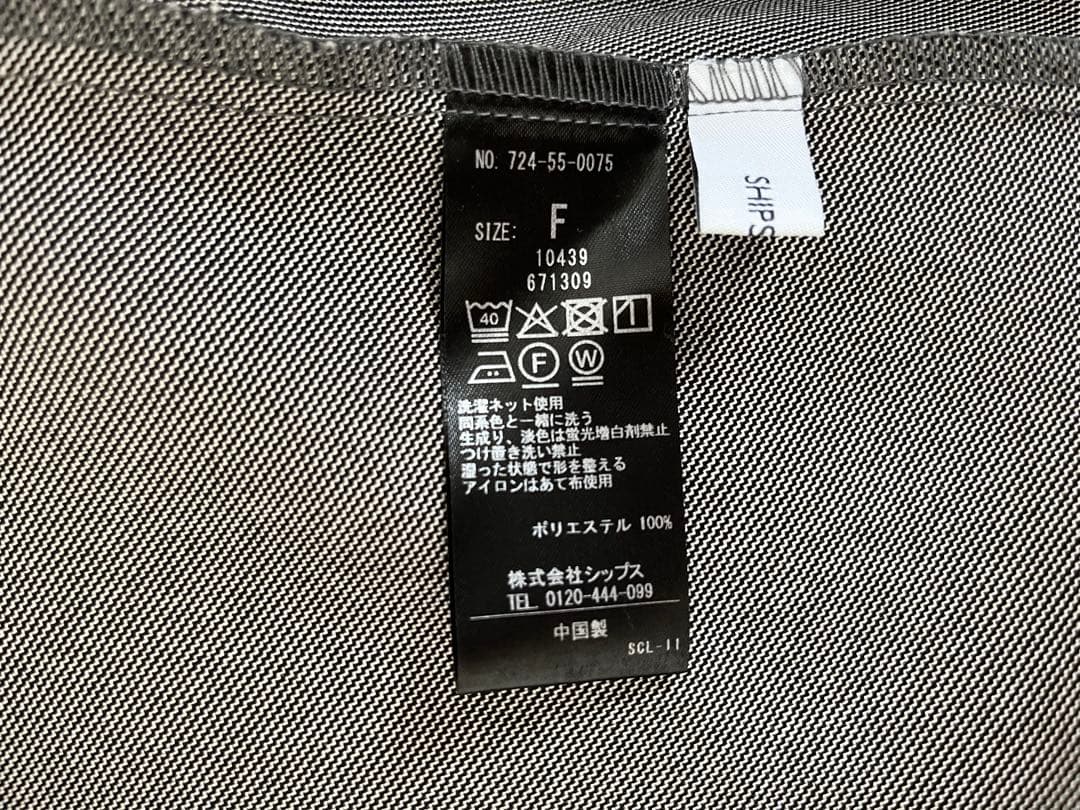 NO. 724-55-0075
SIZE: F
10439
671309
40
F W
洗濯ネット使用
同系色と一緒に洗う
生成り、淡色は蛍光増白剤禁止
つけ置き洗い禁止
湿った状態で形を整える
アイロンはあて布使用
ポリエステル 100%
株式会社シップス
TEL 0120-444-099
中国製
SCL-11
SHIPS